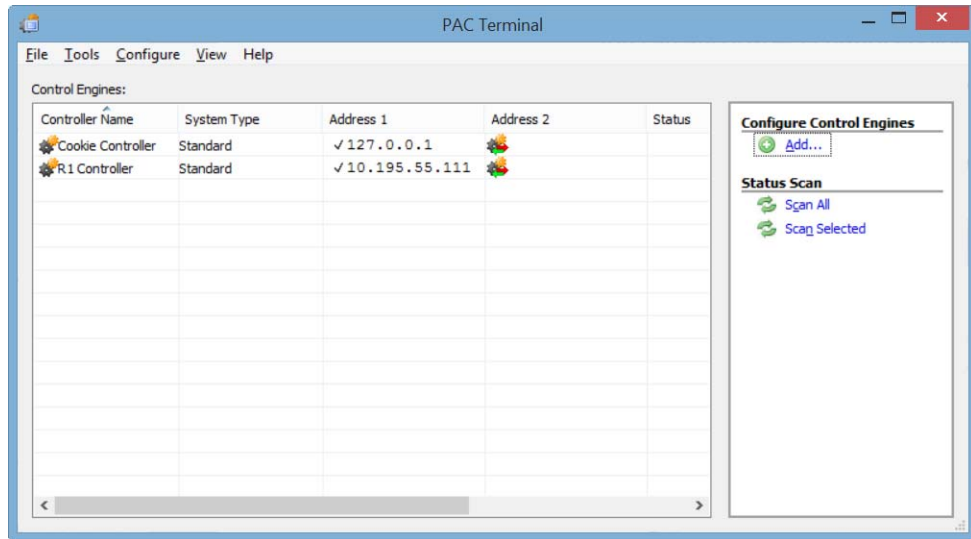 PAC Terminal
File Tools Configure View Help
Control Engines:
Controller Name System Type Address 1 Address 2 Status
Cookie Controller Standard ✓127.0.0.1
R1 Controller Standard ✓10.195.55.111
Configure Control Engines
Add...
Status Scan
Scan All
Scan Selected